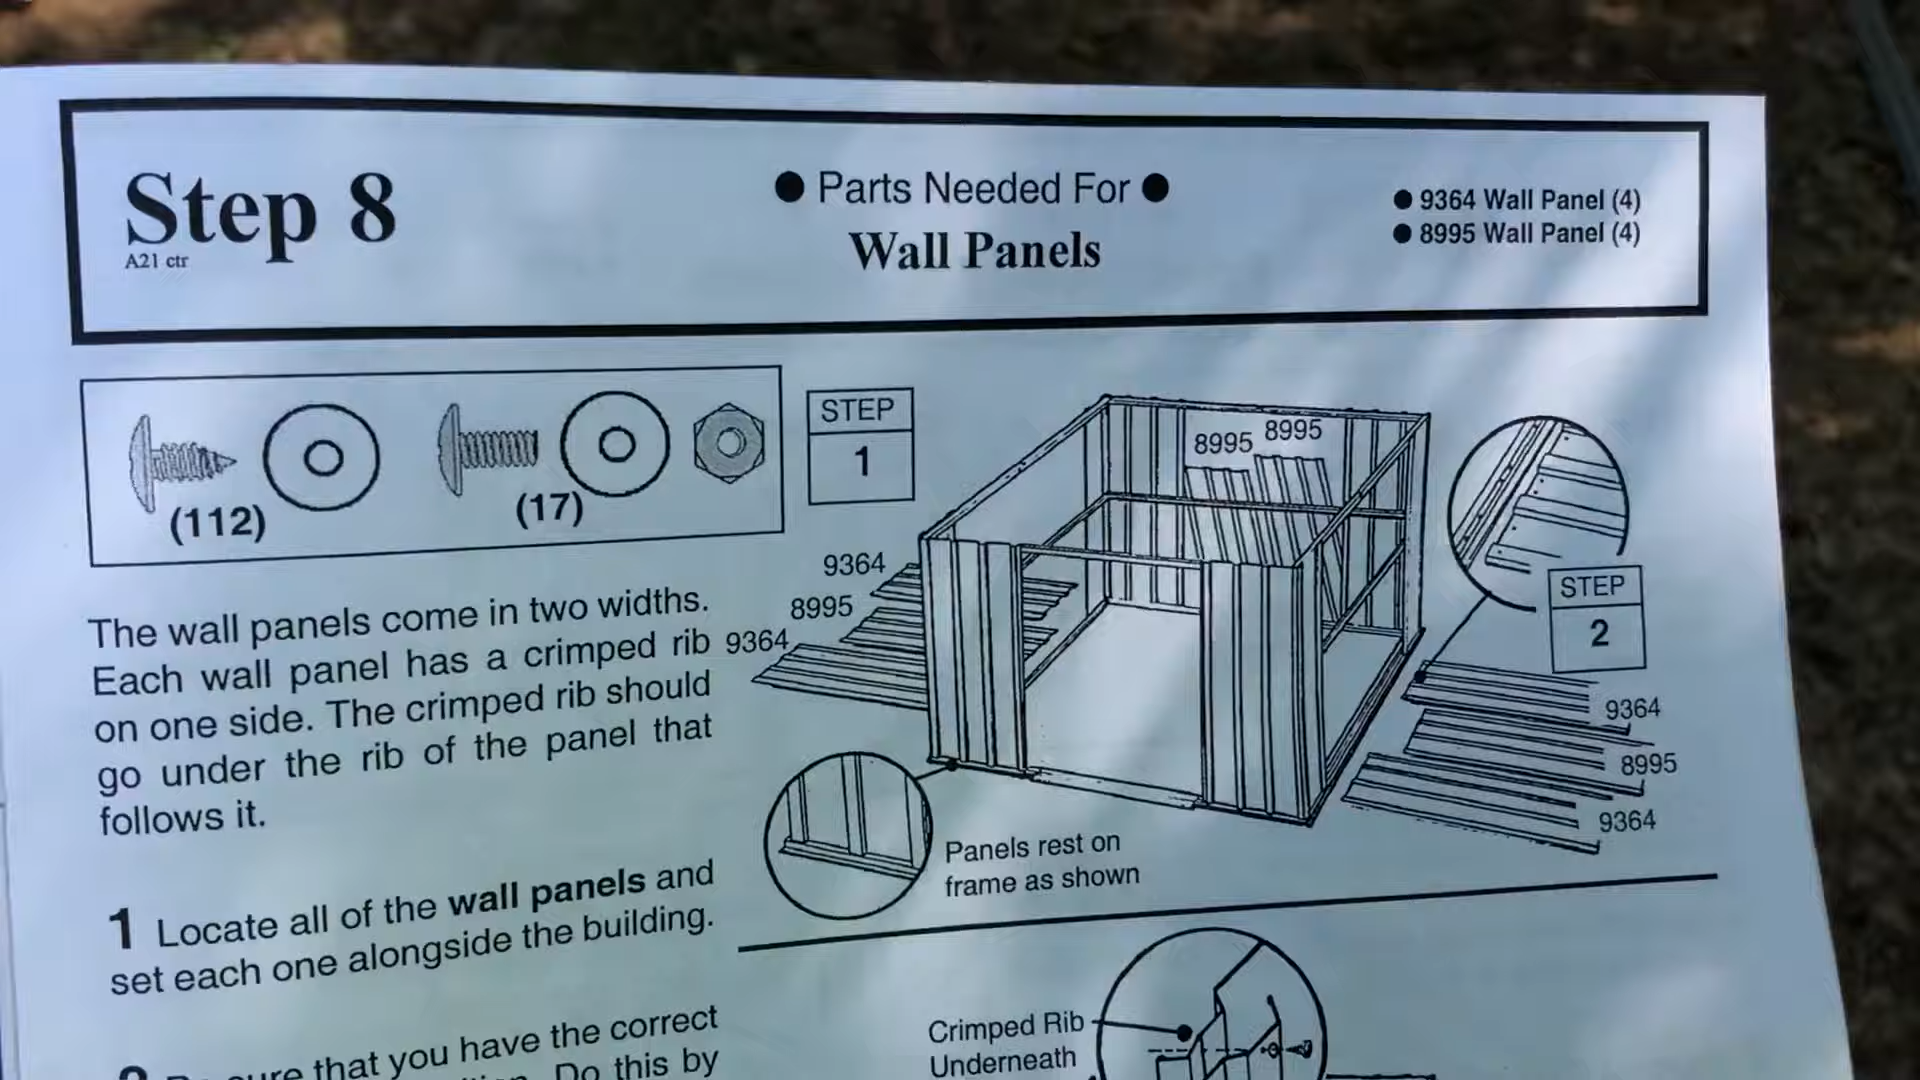 Step 8
A21 ctr
● Parts Needed For ●
Wall Panels
● 9364 Wall Panel (4)
● 8995 Wall Panel (4)
(112)
(17)
STEP
1
8995 8995
9364
8995
9364
STEP
2
9364
8995
9364
Panels rest on
frame as shown
The wall panels come in two widths.
Each wall panel has a crimped rib
on one side. The crimped rib should
go under the rib of the panel that
follows it.
1 Locate all of the wall panels and
set each one alongside the building.
sure that you have the correct
Do this by
Crimped Rib
Underneath